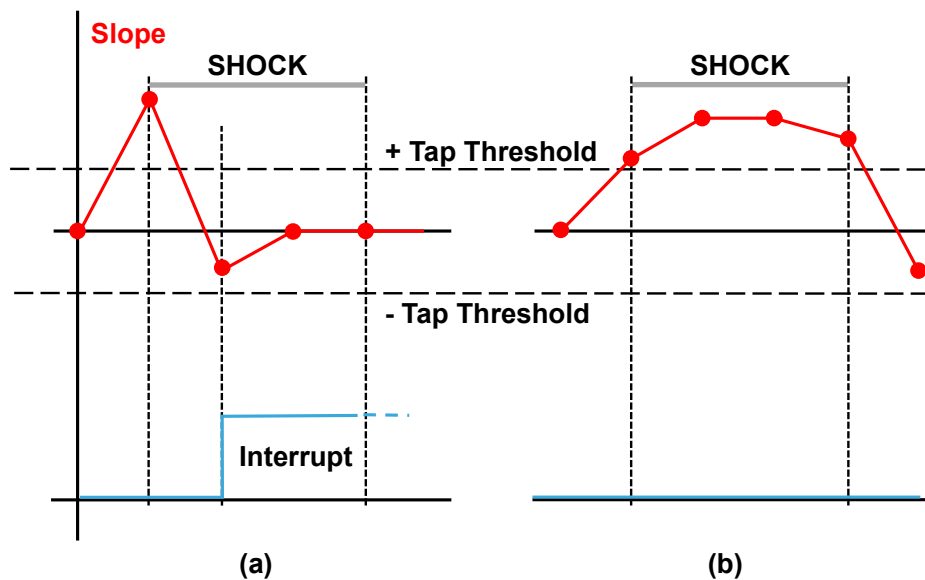 Slope
SHOCK
SHOCK
+ Tap Threshold
- Tap Threshold
Interrupt
(a)
(b)